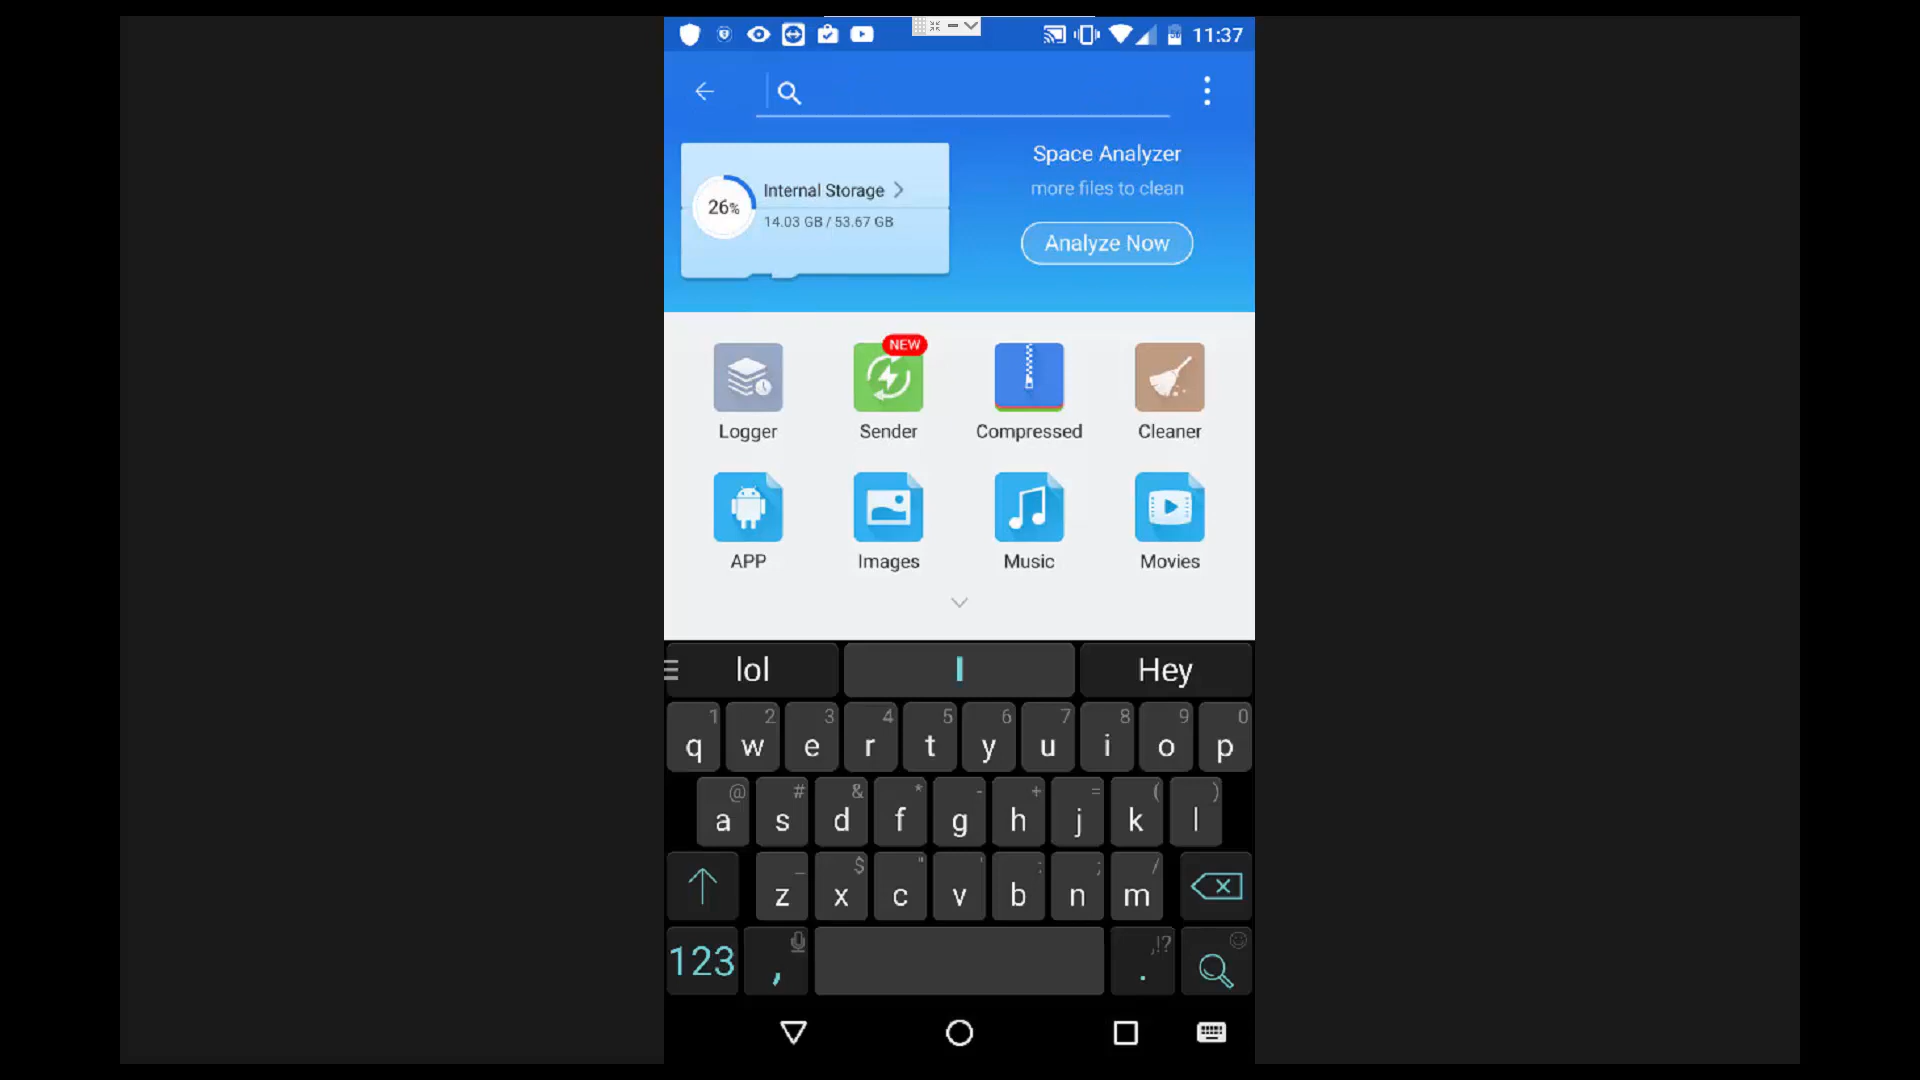 11:37
Space Analyzer
more files to clean
Internal Storage
26%
14.03 GB / 53.67 GB
Analyze Now
NEW
Logger Sender Compressed Cleaner
APP Images Music Movies
lol I Hey
1 2 3 4 5 6 7 8 9 0
q w e r t y u i o p
@ # & * - + = ( )
a s d f g h j k l
_ $ " ' : ; /
z x c v b n m
123 , . ,!?